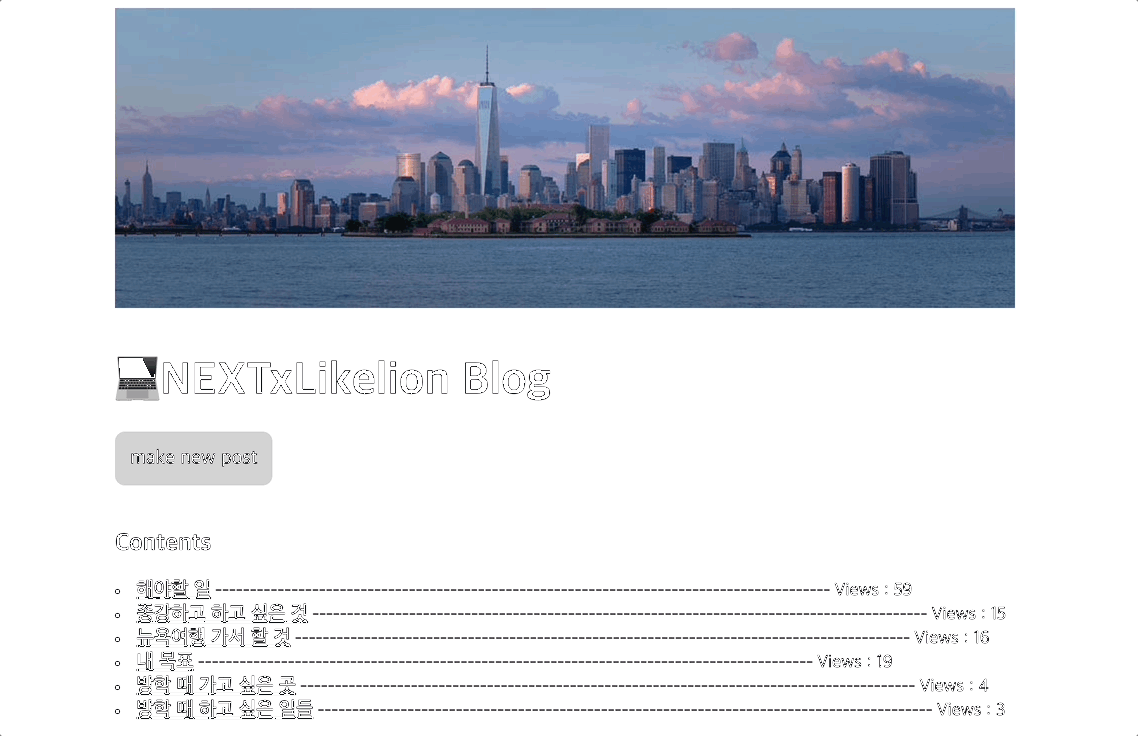 NEXTxLikelion Blog
make new post
Contents
해야할 일 ----------------------------------------------------------------------------------------- Views : 59
종강하고 하고 싶은 것 ----------------------------------------------------------------------------------------- Views : 15
뉴욕여행 가서 할 것 ----------------------------------------------------------------------------------------- Views : 16
내 목표 ----------------------------------------------------------------------------------------- Views : 19
방학 때 가고 싶은 곳 ----------------------------------------------------------------------------------------- Views : 4
방학 때 하고 싶은 일들 ----------------------------------------------------------------------------------------- Views : 3